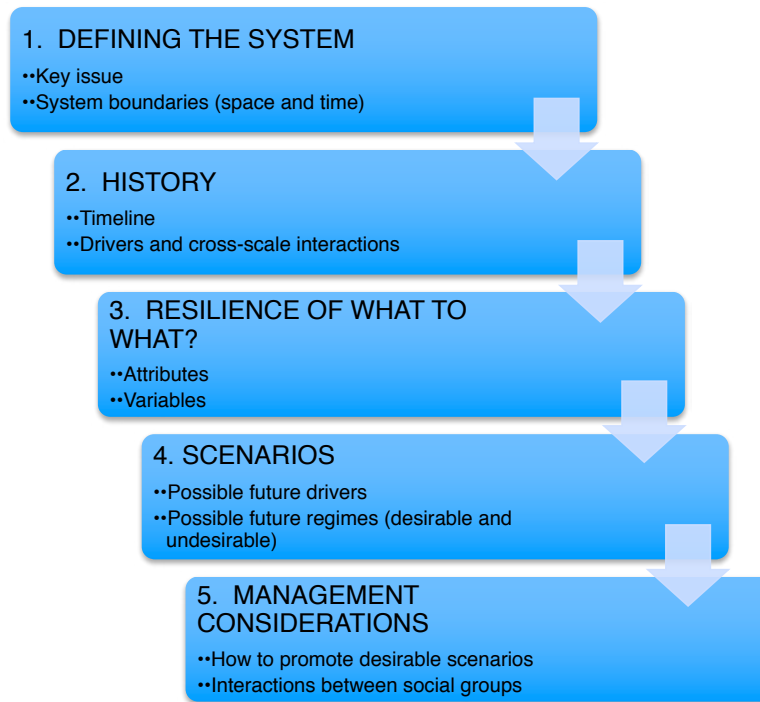 1.  DEFINING THE SYSTEM
••Key issue
••System boundaries (space and time)
2.  HISTORY
••Timeline
••Drivers and cross-scale interactions
3.  RESILIENCE OF WHAT TO
WHAT?
••Attributes
••Variables
4. SCENARIOS
••Possible future drivers
••Possible future regimes (desirable and
undesirable)
5.  MANAGEMENT
CONSIDERATIONS
••How to promote desirable scenarios
••Interactions between social groups